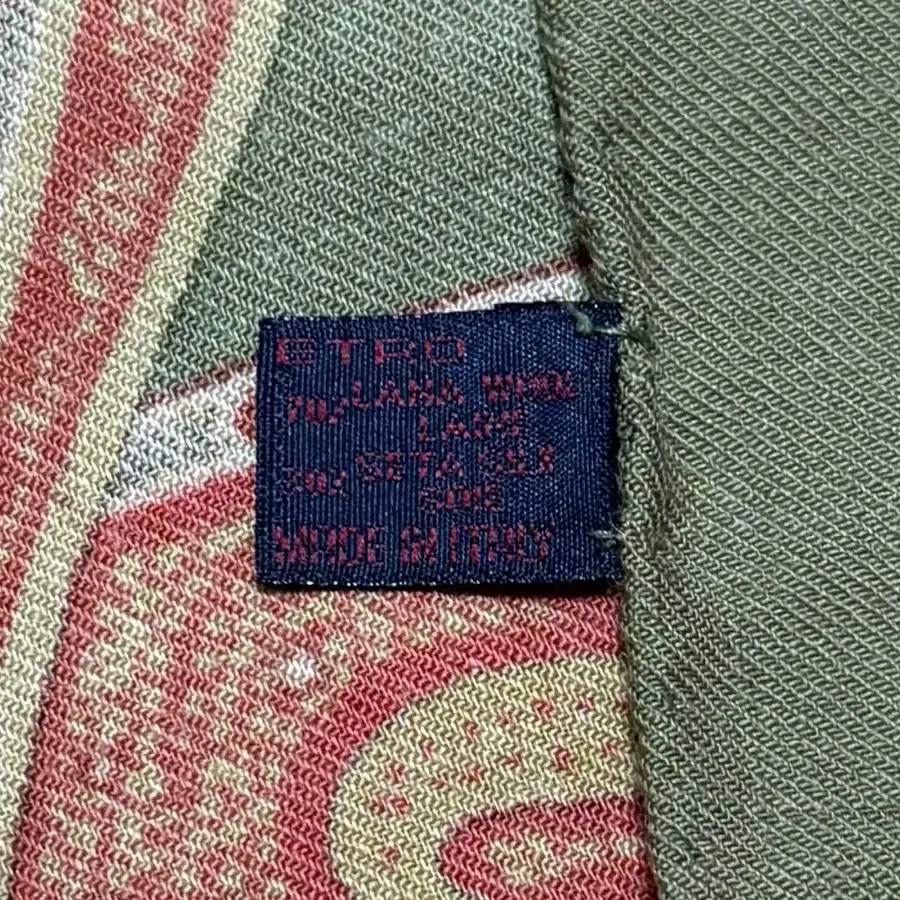 ETRO
70% LANA WOOL
LAINE
30% SETA SILK
SOIE
MADE IN ITALY